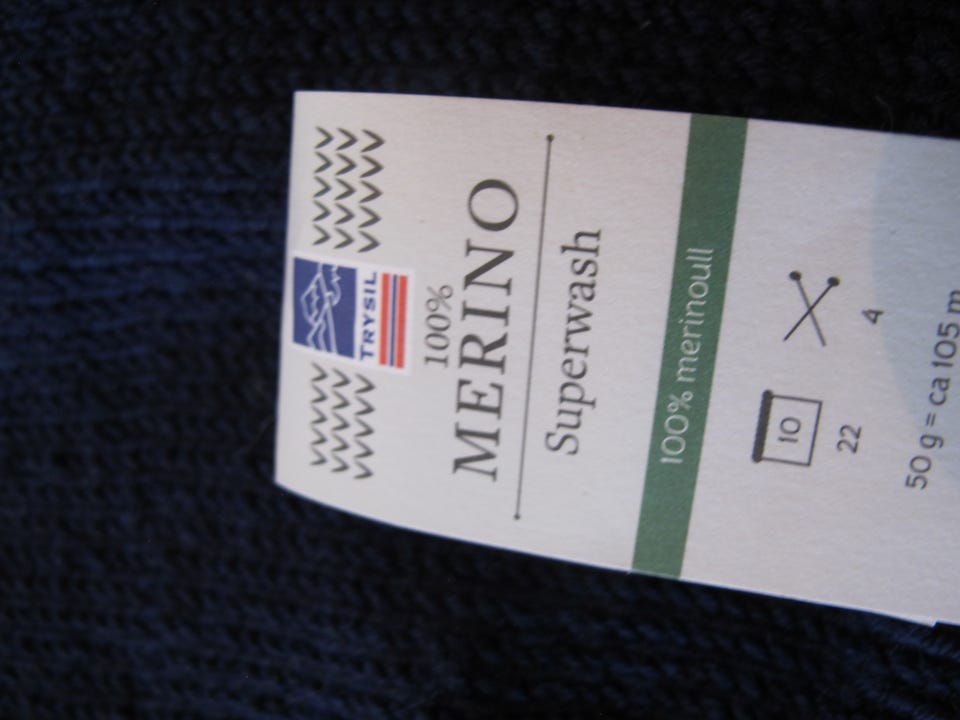 TRYSIL
100%
MERINO
Superwash
100% merinoull
10
22
4
50 g = ca 105 m